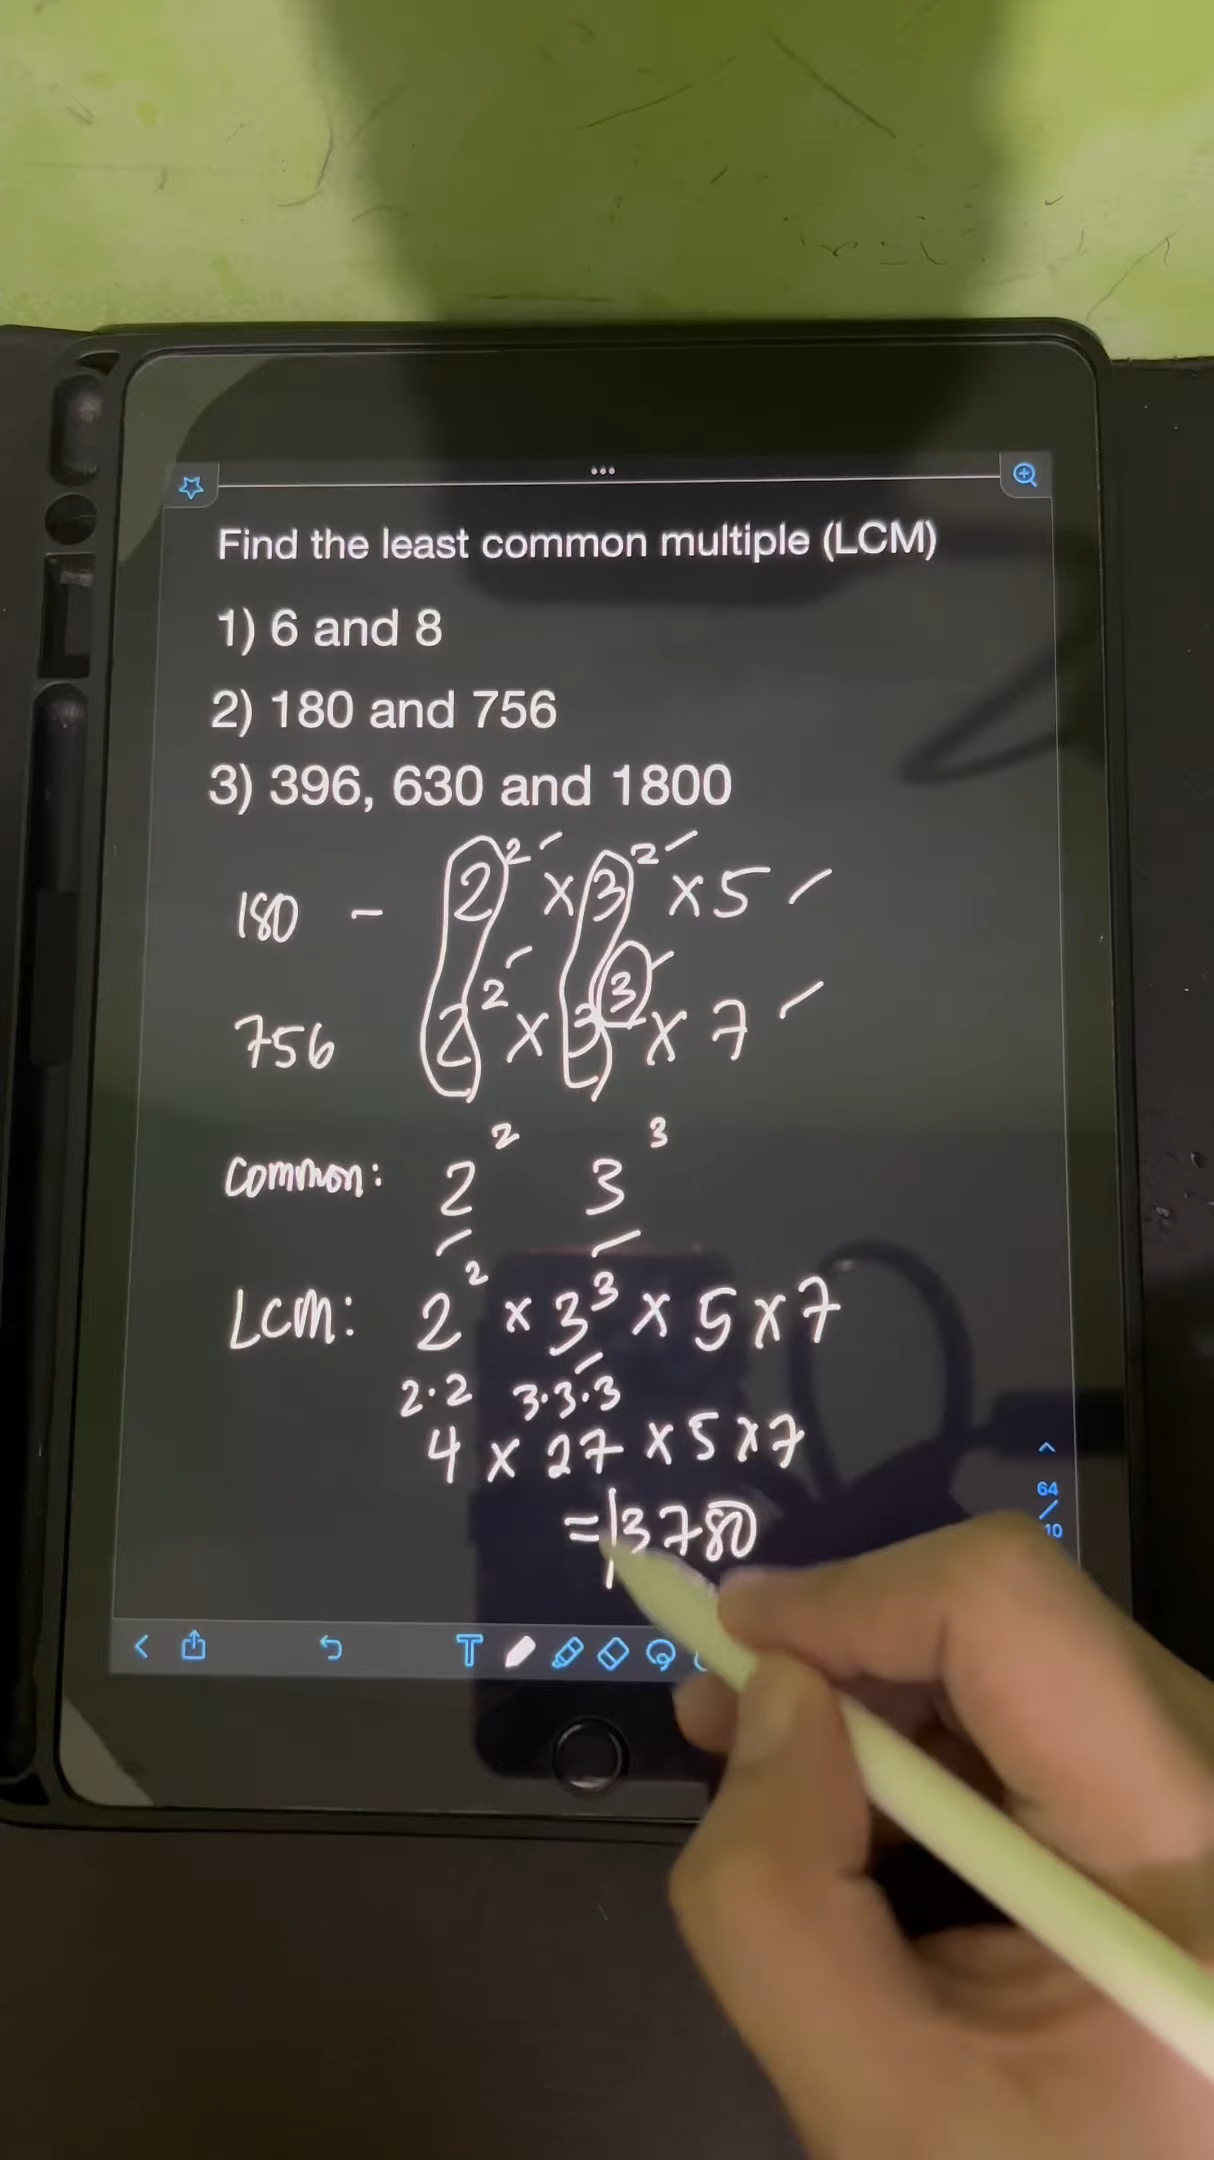 Find the least common multiple (LCM)
1) 6 and 8
2) 180 and 756
3) 396, 630 and 1800
180 - 2² × 3² × 5
756 2² × 3³ × 7
Common: 2² 3³
LCM: 2² × 3³ × 5 × 7
2·2 3·3·3
4 × 27 × 5 × 7
= 3780
64
/
10
T